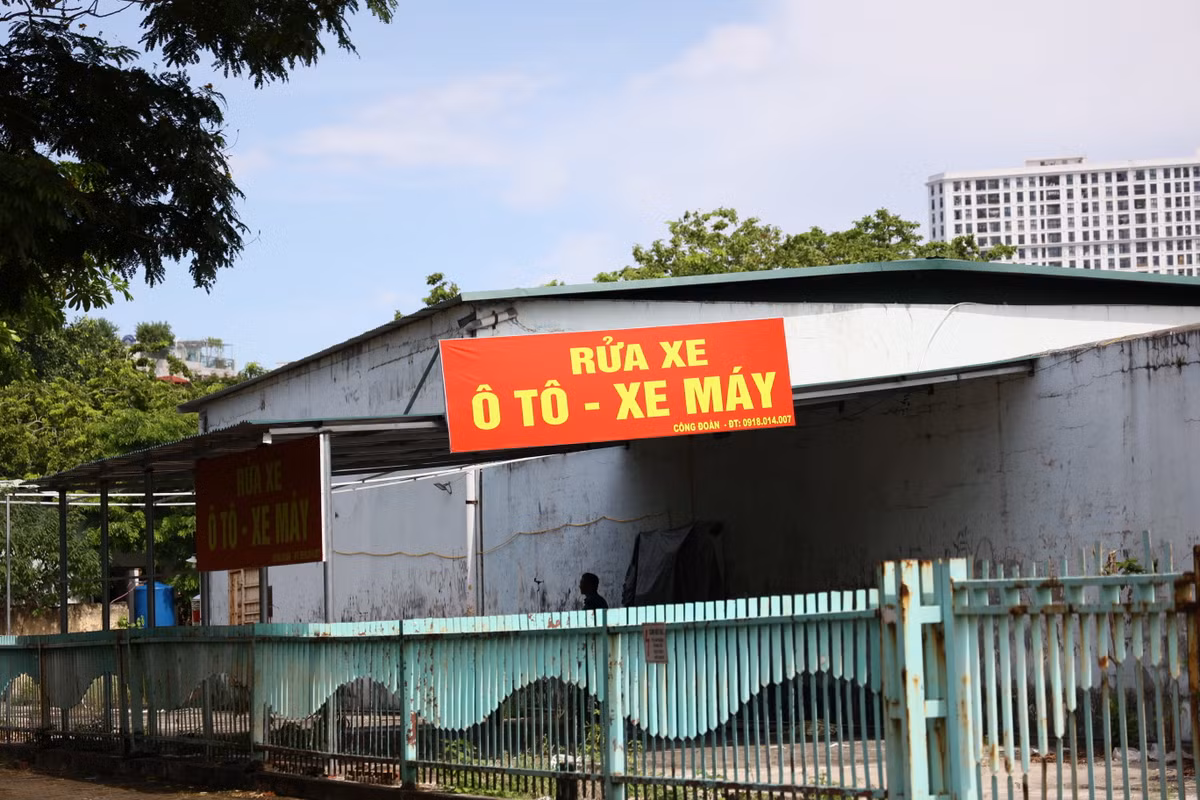 RỬA XE
Ô TÔ - XE MÁY
CÔNG ĐOÀN - ĐT: 0918.014.007
RỬA XE
Ô TÔ - XE MÁY